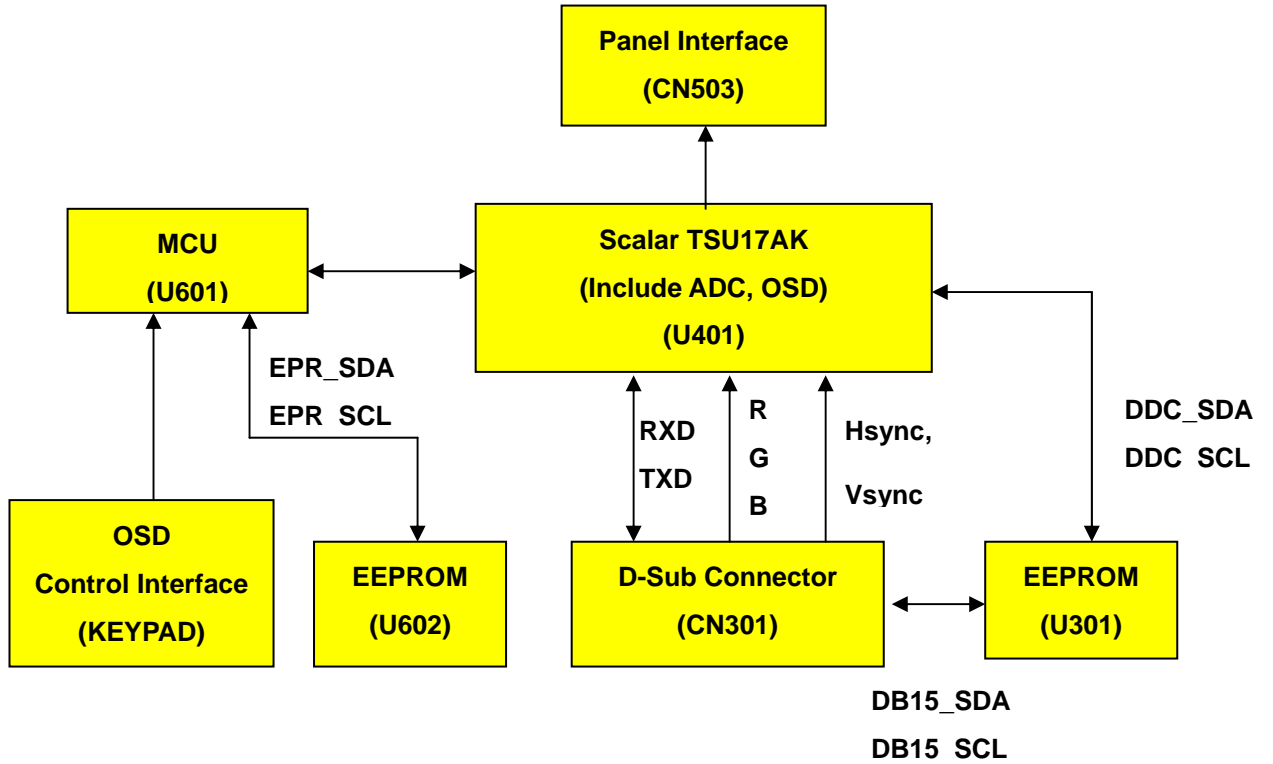 Panel Interface
(CN503)
MCU
(U601)
Scalar TSU17AK
(Include ADC, OSD)
(U401)
EPR_SDA
EPR SCL
RXD
TXD
R
G
B
Hsync,
Vsync
DDC_SDA
DDC SCL
OSD
Control Interface
(KEYPAD)
EEPROM
(U602)
D-Sub Connector
(CN301)
EEPROM
(U301)
DB15_SDA
DB15 SCL